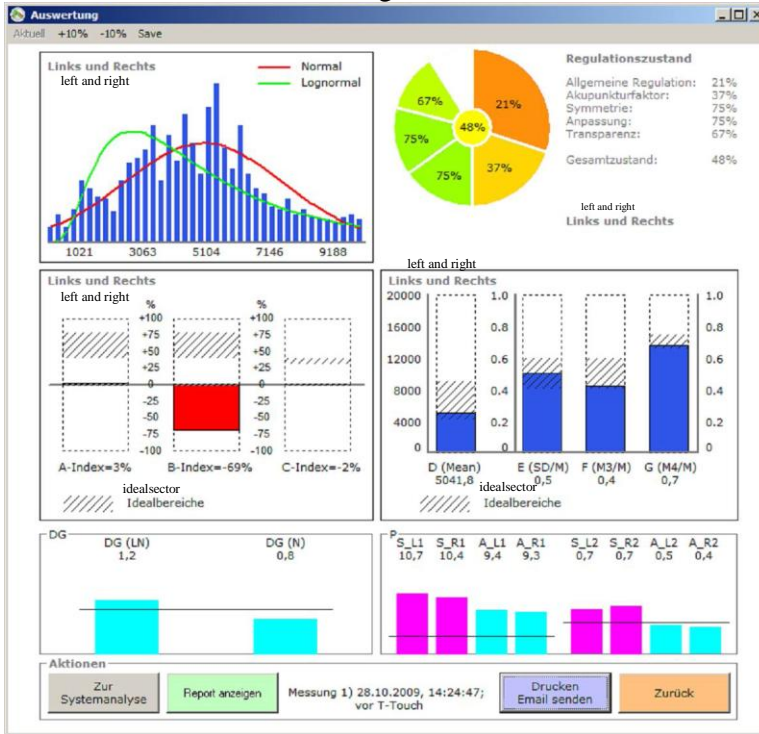 Auswertung
Aktuell +10% -10% Save
Links und Rechts
left and right
Normal
Lognormal
1021 3063 5104 7146 9188
67% 21% 48% 75% 75% 37%
Regulationszustand
Allgemeine Regulation: 21%
Akupunkturfaktor: 37%
Symmetrie: 75%
Anpassung: 75%
Transparenz: 67%
Gesamtzustand: 48%
left and right
Links und Rechts
Links und Rechts
left and right
% %
+100 +100
+75 +75
+50 +50
+25 +25
0 0
-25 -25
-50 -50
-75 -75
-100 -100
A-Index=3% B-Index=-69% C-Index=-2%
idealsector
Idealbereiche
left and right
Links und Rechts
20000 1.0 1.0
16000 0.8 0.8
12000 0.6 0.6
8000 0.4 0.4
4000 0.2 0.2
0 0 0
D (Mean) E (SD/M) F (M3/M) G (M4/M)
5041,8 0,5 0,4 0,7
idealsector
Idealbereiche
DG
DG (LN) DG (N)
1,2 0,8
P
S_L1 S_R1 A_L1 A_R1 S_L2 S_R2 A_L2 A_R2
10,7 10,4 9,4 9,3 0,7 0,7 0,5 0,4
Aktionen
Zur
Systemanalyse
Report anzeigen
Messung 1) 28.10.2009, 14:24:47;
vor T-Touch
Drucken
Email senden
Zurück